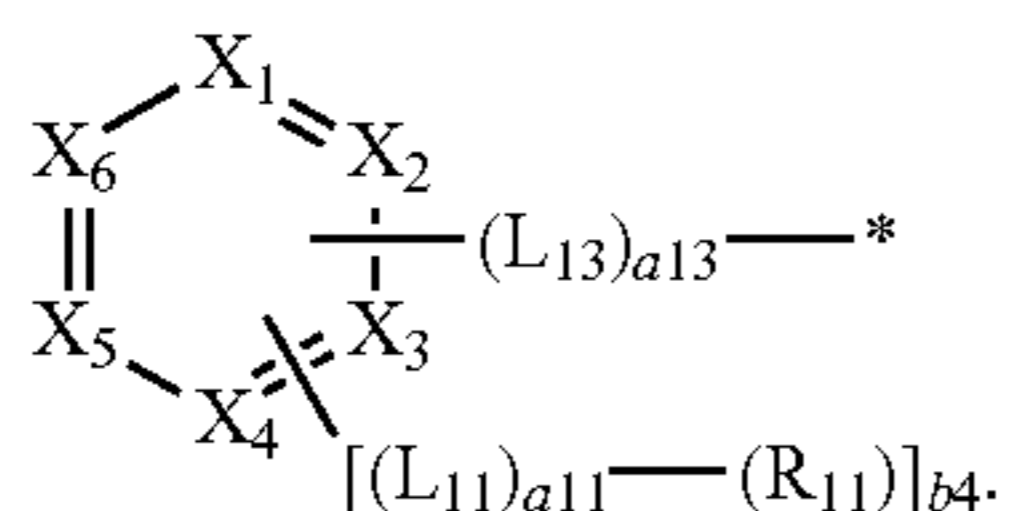 X₁
X₆ X₂
(L₁₃)ₐ₁₃ *
X₅ X₃
X₄
[(L₁₁)ₐ₁₁ (R₁₁)]b4.